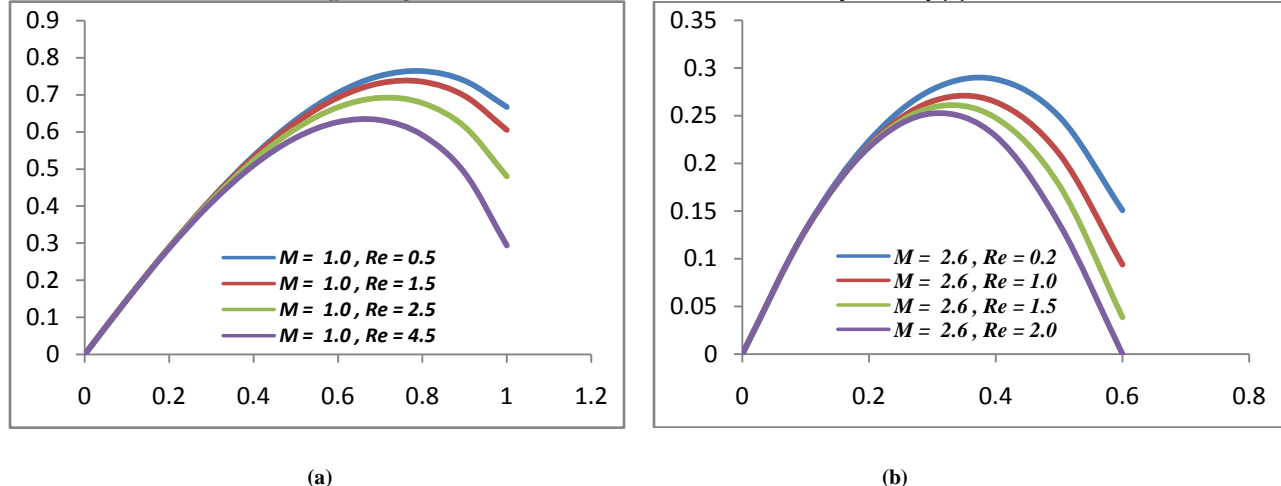 0.9
0.8
0.7
0.6
0.5
0.4
0.3
0.2
0.1
0
0 0.2 0.4 0.6 0.8 1 1.2
M = 1.0 , Re = 0.5
M = 1.0 , Re = 1.5
M = 1.0 , Re = 2.5
M = 1.0 , Re = 4.5
(a)
0.35
0.3
0.25
0.2
0.15
0.1
0.05
0
0 0.2 0.4 0.6 0.8
M = 2.6 , Re = 0.2
M = 2.6 , Re = 1.0
M = 2.6 , Re = 1.5
M = 2.6 , Re = 2.0
(b)